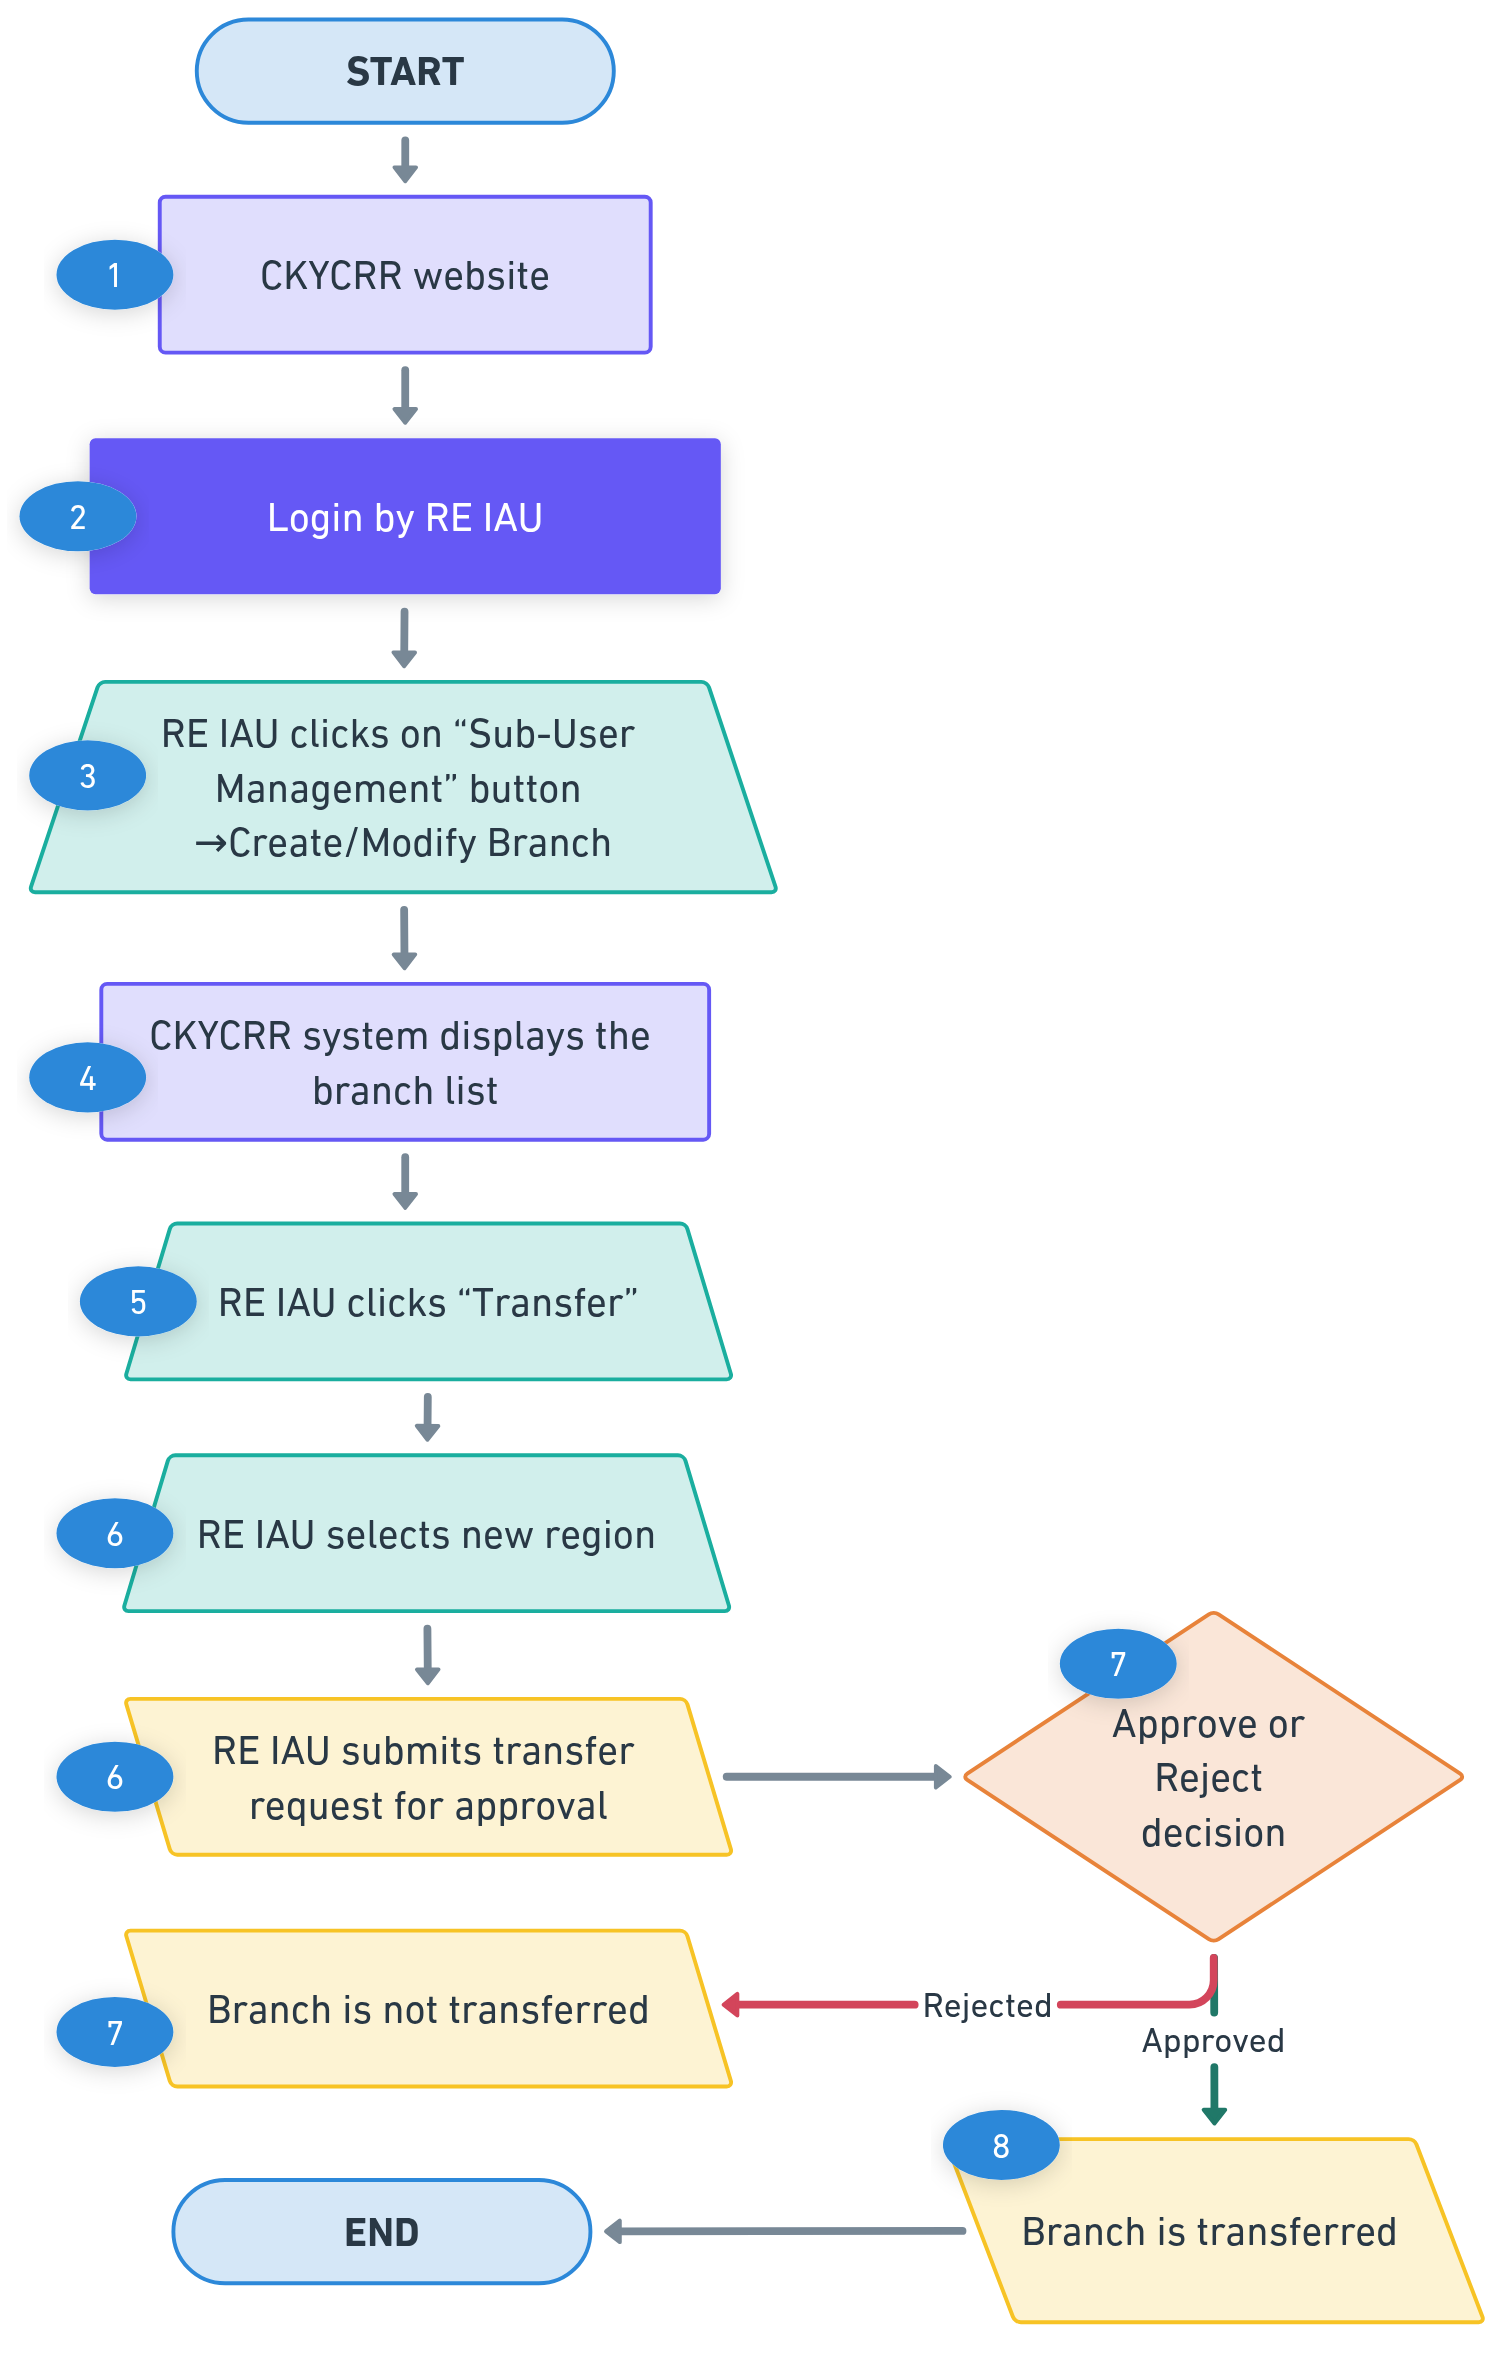 START
1
CKYCRR website
2
Login by RE IAU
3
RE IAU clicks on “Sub-User
Management” button
→Create/Modify Branch
4
CKYCRR system displays the
branch list
5
RE IAU clicks “Transfer”
6
RE IAU selects new region
6
RE IAU submits transfer
request for approval
7
Approve or
Reject
decision
Rejected
Approved
7
Branch is not transferred
8
Branch is transferred
END